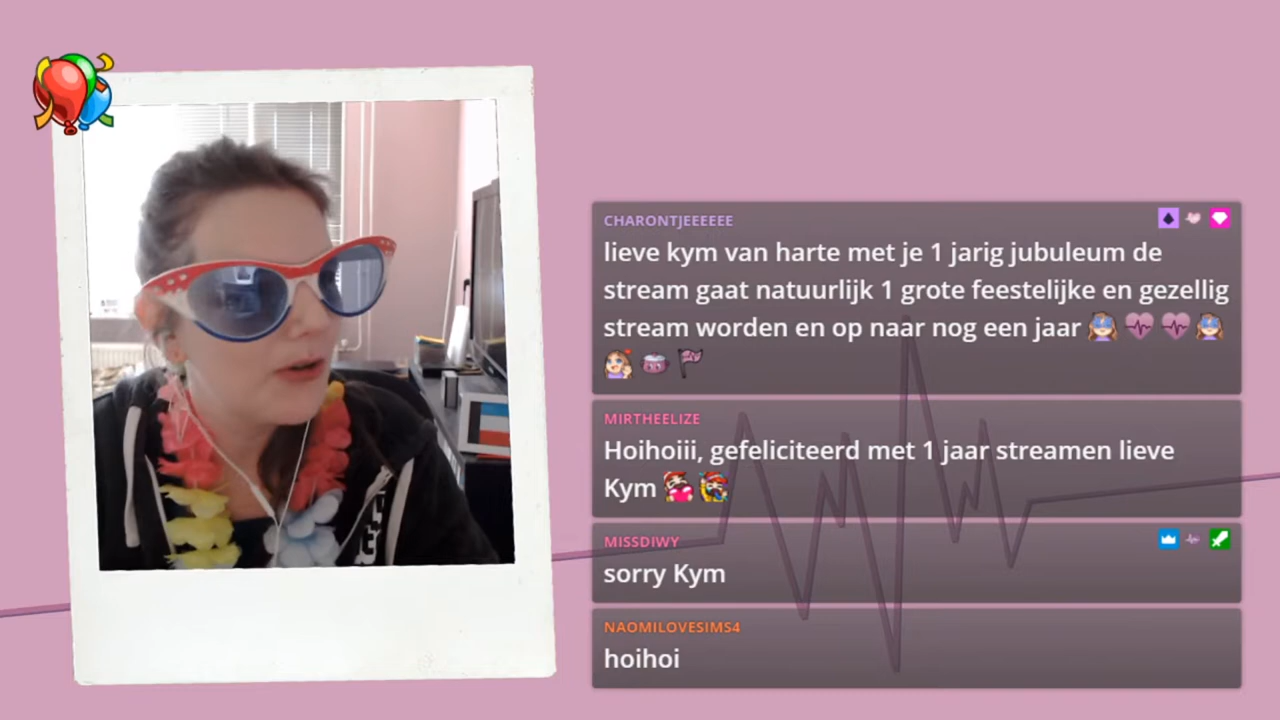 CHARONTJEEEEEE
lieve kym van harte met je 1 jarig jubuleum de
stream gaat natuurlijk 1 grote feestelijke en gezellig
stream worden en op naar nog een jaar
MIRTHEELIZE
Hoihoiii, gefeliciteerd met 1 jaar streamen lieve
Kym
MISSDIWY
sorry Kym
NAOMILOVESIMS4
hoihoi